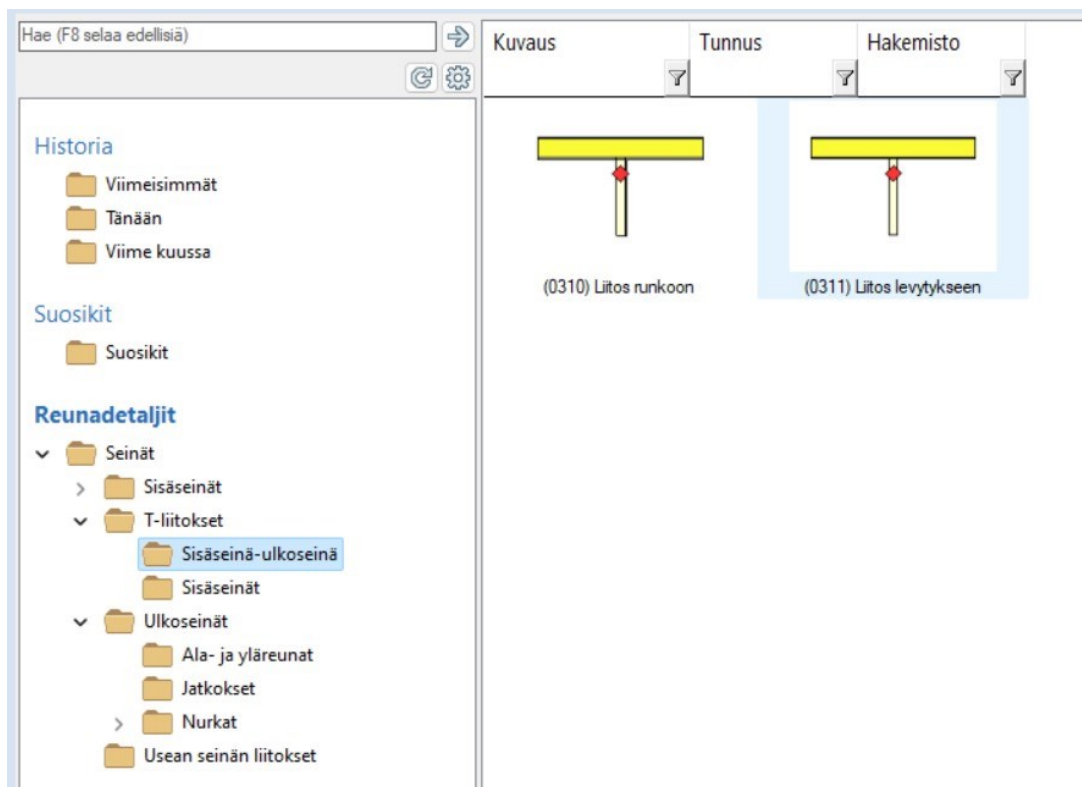 Hae (F8 selaa edellisiä)
Kuvaus
Tunnus
Hakemisto
Historia
Viimeisimmät
Tänään
Viime kuussa
Suosikit
Suosikit
Reunadetaljit
Seinät
Sisäseinät
T-liitokset
Sisäseinä-ulkoseinä
Sisäseinät
Ulkoseinät
Ala- ja yläreunat
Jatkokset
Nurkat
Usean seinän liitokset
(0310) Liitos runkoon
(0311) Liitos levytykseen